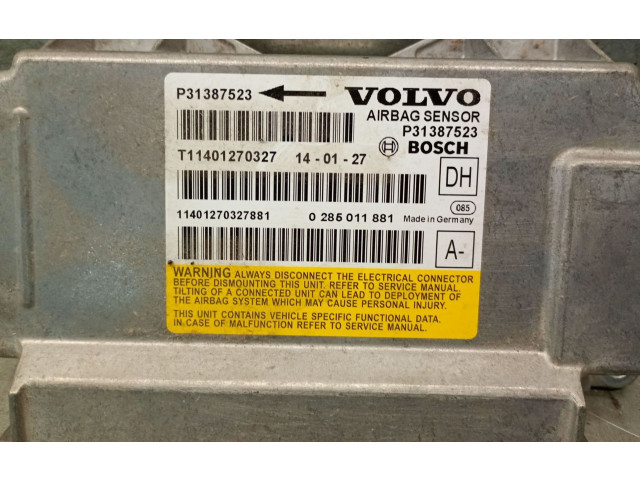 P31387523 VOLVO
AIRBAG SENSOR
P31387523
BOSCH
T11401270327 14-01-27
DH
085
11401270327881 0 285 011 881 Made in Germany
A-
WARNING ALWAYS DISCONNECT THE ELECTRICAL CONNECTOR
BEFORE DISMOUNTING THIS UNIT. REFER TO SERVICE MANUAL.
TILTING OF A CONNECTED UNIT CAN LEAD TO DEPLOYMENT OF
THE AIRBAG SYSTEM WHICH MAY CAUSE PERSONAL INJURY.
THIS UNIT CONTAINS VEHICLE SPECIFIC FUNCTIONAL DATA.
IN CASE OF MALFUNCTION REFER TO SERVICE MANUAL.